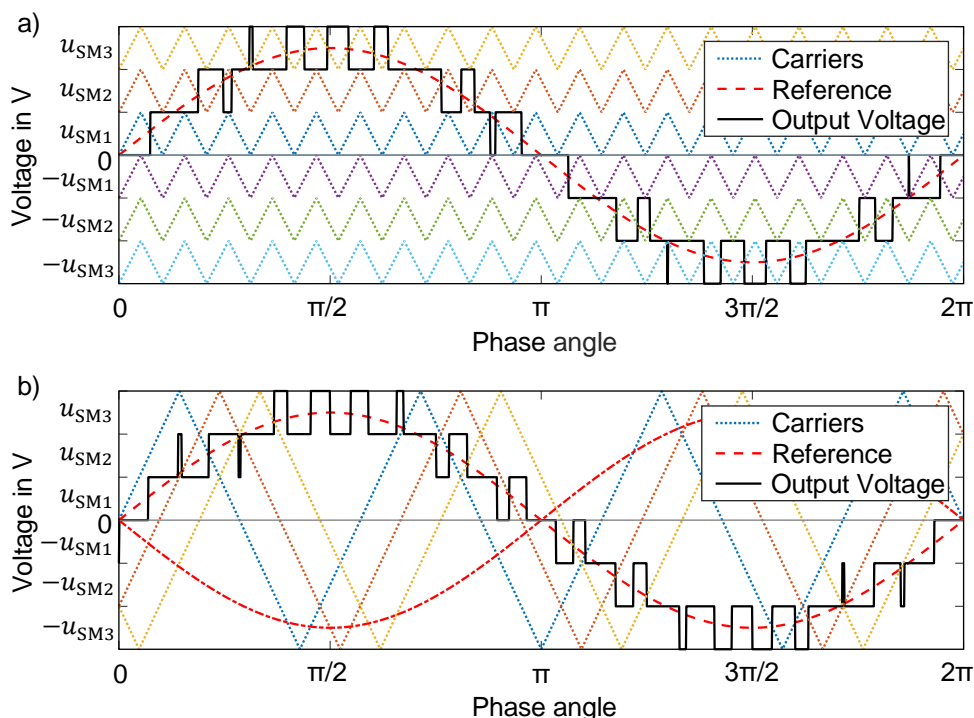 a)
Voltage in V
u_SM3
u_SM2
u_SM1
0
−u_SM1
−u_SM2
−u_SM3
Carriers
Reference
Output Voltage
0
π/2
π
3π/2
2π
Phase angle
b)
Voltage in V
u_SM3
u_SM2
u_SM1
0
−u_SM1
−u_SM2
−u_SM3
Carriers
Reference
Output Voltage
0
π/2
π
3π/2
2π
Phase angle